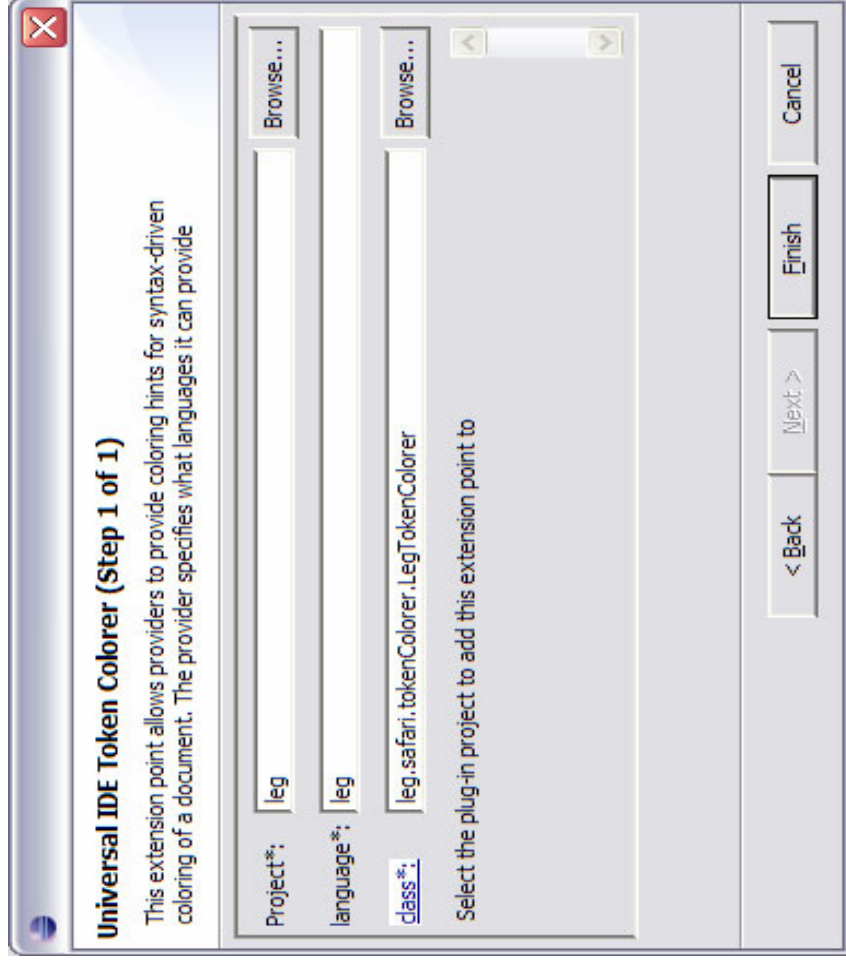 Universal IDE Token Colorer (Step 1 of 1)
This extension point allows providers to provide coloring hints for syntax-driven
coloring of a document. The provider specifies what languages it can provide
Project*: leg Browse...
language*: leg
class*: leg.safari.tokenColorer.LegTokenColorer Browse...
Select the plug-in project to add this extension point to
< Back Next > Finish Cancel